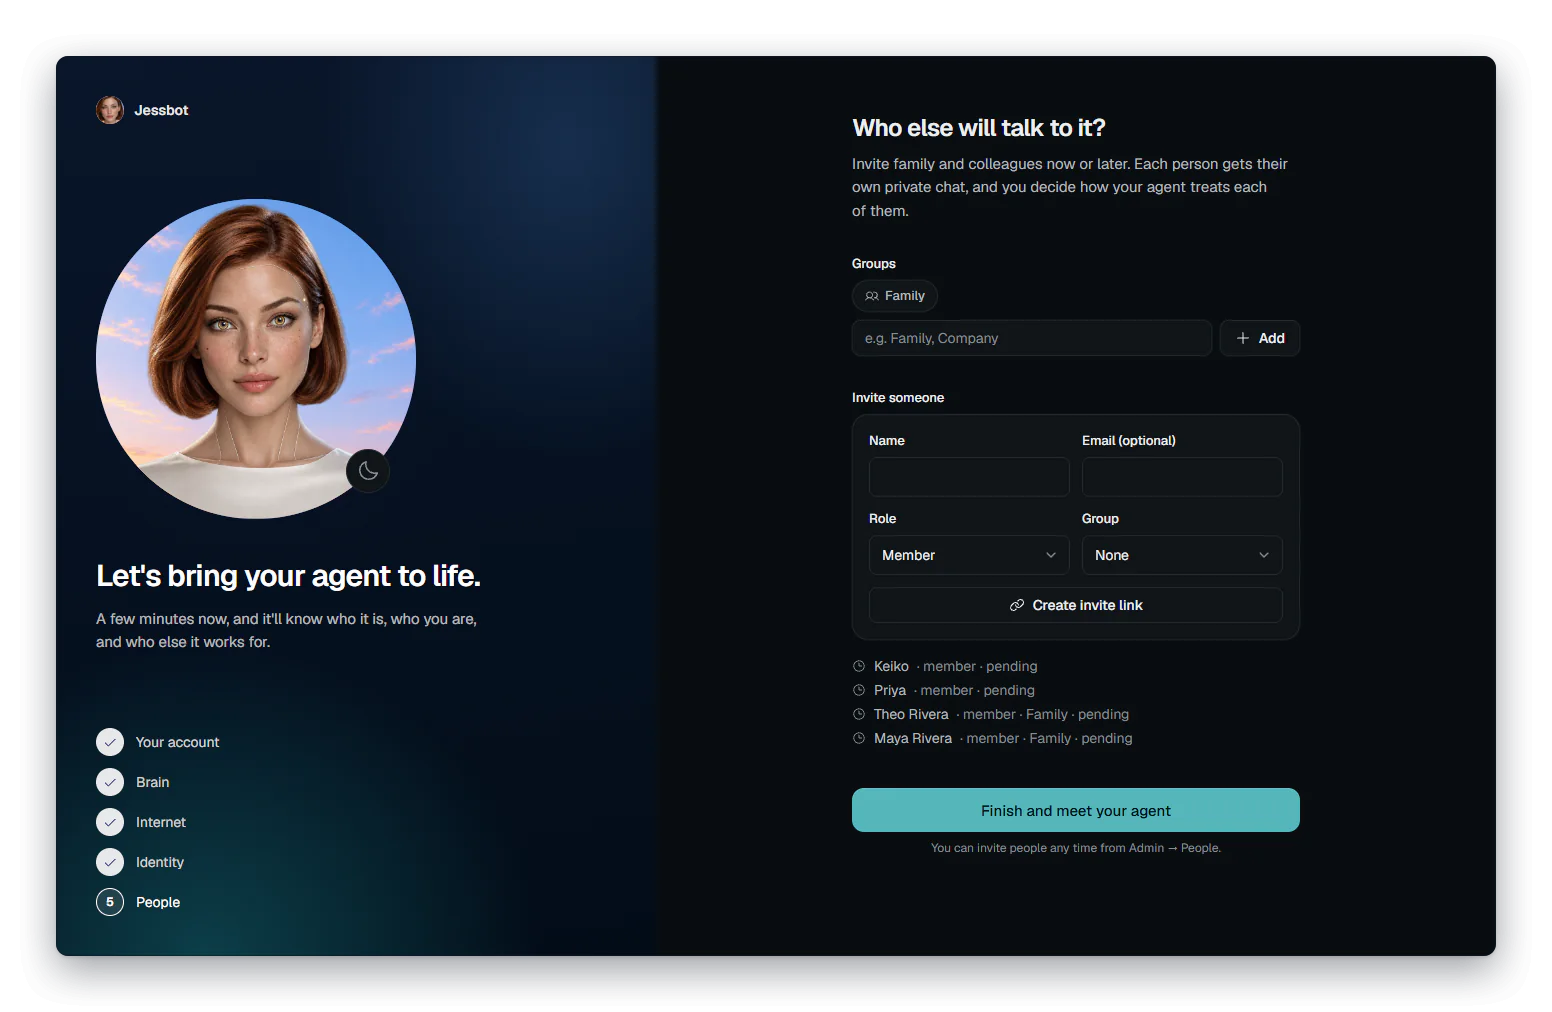 Jessbot
Let's bring your agent to life.
A few minutes now, and it'll know who it is, who you are,
and who else it works for.
Your account
Brain
Internet
Identity
5 People
Who else will talk to it?
Invite family and colleagues now or later. Each person gets their
own private chat, and you decide how your agent treats each
of them.
Groups
Family
e.g. Family, Company
Add
Invite someone
Name
Email (optional)
Role
Group
Member
None
Create invite link
Keiko · member · pending
Priya · member · pending
Theo Rivera · member · Family · pending
Maya Rivera · member · Family · pending
Finish and meet your agent
You can invite people any time from Admin → People.